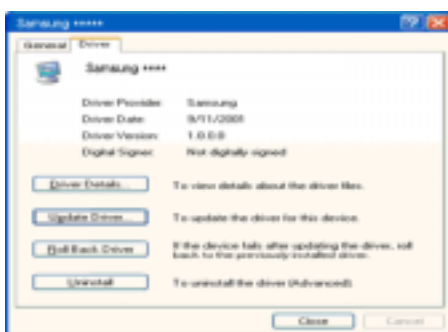 Samsung *****
General Driver
Samsung ****
Driver Provider: Samsung
Driver Date: 9/11/2001
Driver Version: 1.0.0.0
Digital Signer: Not digitally signed
Driver Details... To view details about the driver files.
Update Driver... To update the driver for this device.
Roll Back Driver If the device fails after updating the driver, roll
back to the previously installed driver.
Uninstall To uninstall the driver (Advanced).
Close Cancel